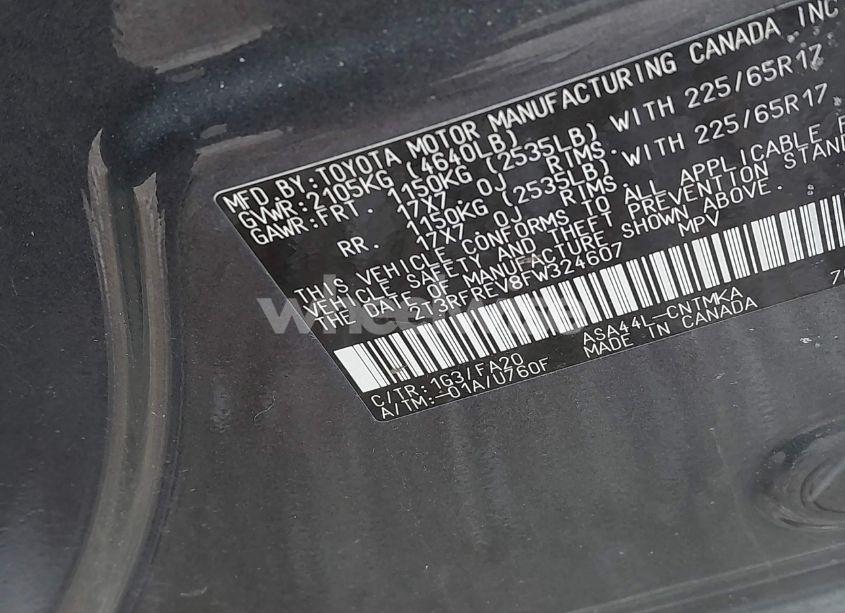 MFD.BY:TOYOTA MOTOR MANUFACTURING CANADA INC
GVWR:2105KG (4640LB)
GAWR:FRT. 1150KG (2535LB) WITH 225/65R17
17X7.0J RIMS.
RR. 1150KG (2535LB) WITH 225/65R17
17X7.0J RIMS.
THIS VEHICLE CONFORMS TO ALL APPLICABLE F
VEHICLE SAFETY AND THEFT PREVENTION STAND
THE DATE OF MANUFACTURE SHOWN ABOVE.
2T3RFREV8FW324607 MPV
C/TR:1G3/FA20 ASA44L-CNTMKA
A/TM:-01A/U760F MADE IN CANADA